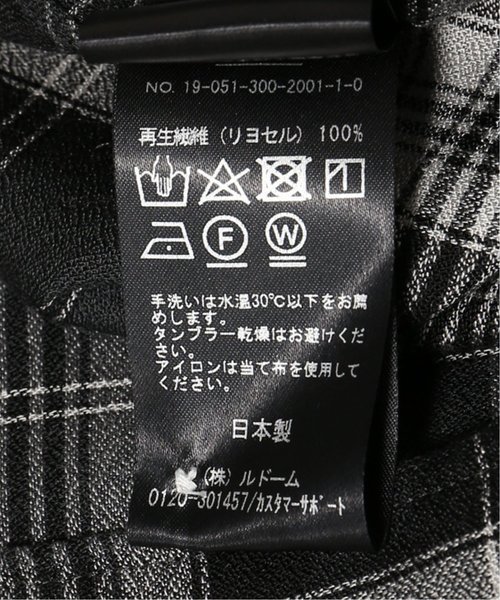 NO. 19-051-300-2001-1-0
再生繊維（リヨセル）100%
F W
手洗いは水温30℃以下をお薦
めします。
タンブラー乾燥はお避けくだ
さい。
アイロンは当て布を使用して
ください。
日本製
(株) ルドーム
0120-301457/ｶｽﾀﾏｰｻﾎﾟｰﾄ